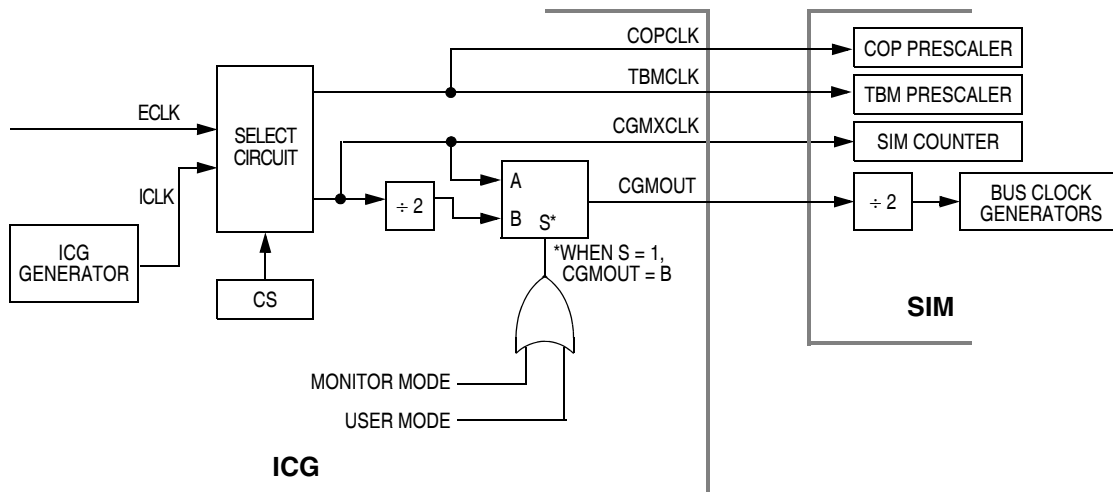 COPCLK
COP PRESCALER
TBMCLK
TBM PRESCALER
ECLK
SELECT
CIRCUIT
CGMXCLK
SIM COUNTER
ICLK
÷ 2
A
B S*
CGMOUT
÷ 2
BUS CLOCK
GENERATORS
ICG
GENERATOR
*WHEN S = 1,
CGMOUT = B
CS
SIM
MONITOR MODE
USER MODE
ICG